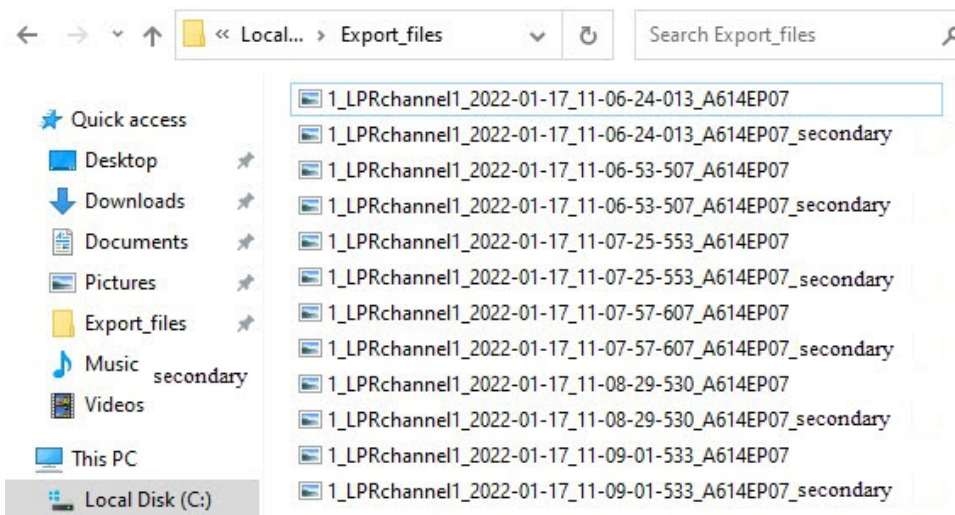 « Local... > Export_files
Search Export_files
Quick access
Desktop
Downloads
Documents
Pictures
Export_files
Music
secondary
Videos
This PC
Local Disk (C:)
1_LPRchannel1_2022-01-17_11-06-24-013_A614EP07
1_LPRchannel1_2022-01-17_11-06-24-013_A614EP07_secondary
1_LPRchannel1_2022-01-17_11-06-53-507_A614EP07
1_LPRchannel1_2022-01-17_11-06-53-507_A614EP07_secondary
1_LPRchannel1_2022-01-17_11-07-25-553_A614EP07
1_LPRchannel1_2022-01-17_11-07-25-553_A614EP07_secondary
1_LPRchannel1_2022-01-17_11-07-57-607_A614EP07
1_LPRchannel1_2022-01-17_11-07-57-607_A614EP07_secondary
1_LPRchannel1_2022-01-17_11-08-29-530_A614EP07
1_LPRchannel1_2022-01-17_11-08-29-530_A614EP07_secondary
1_LPRchannel1_2022-01-17_11-09-01-533_A614EP07
1_LPRchannel1_2022-01-17_11-09-01-533_A614EP07_secondary